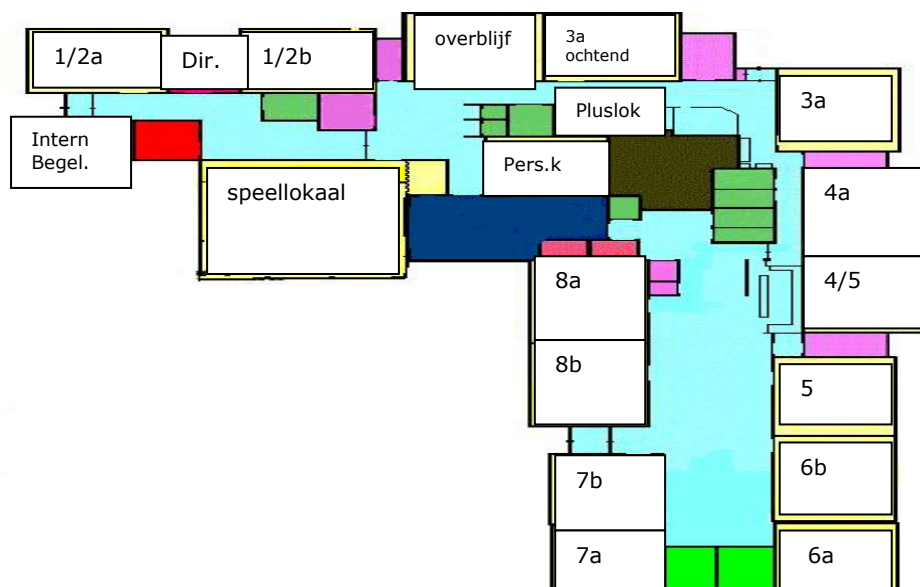 1/2a
Dir.
1/2b
overblijf
3a
ochtend
3a
Pluslok
Intern
Begel.
Pers.k
speellokaal
4a
8a
4/5
8b
5
7b
6b
7a
6a